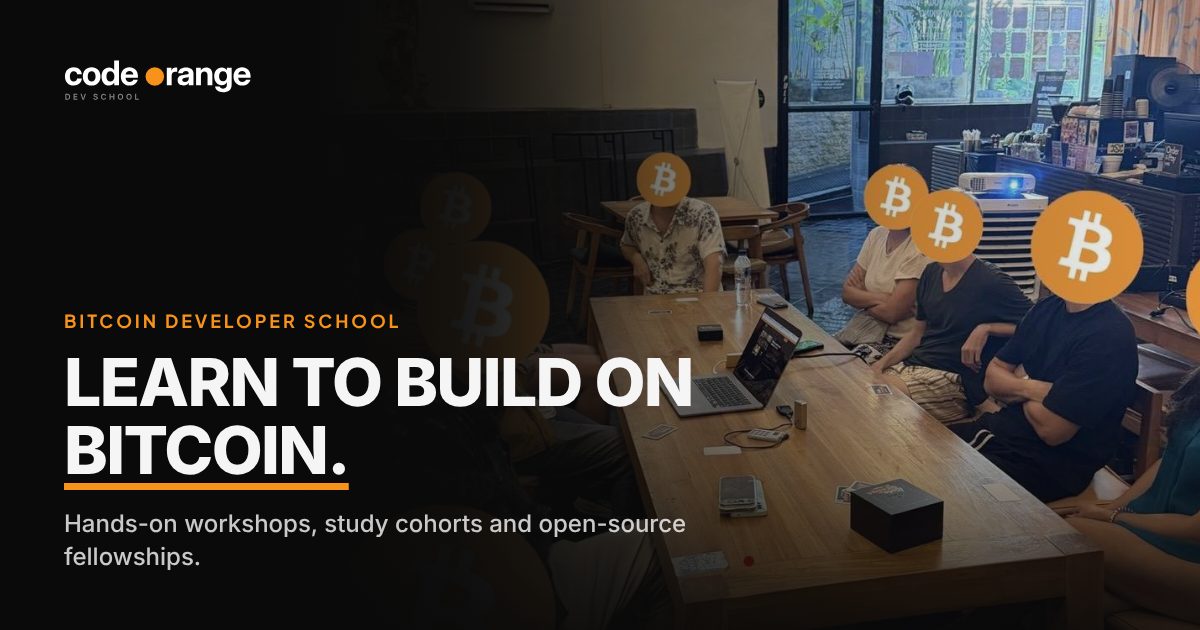 code orange
DEV SCHOOL
BITCOIN DEVELOPER SCHOOL
LEARN TO BUILD ON
BITCOIN.
Hands-on workshops, study cohorts and open-source
fellowships.